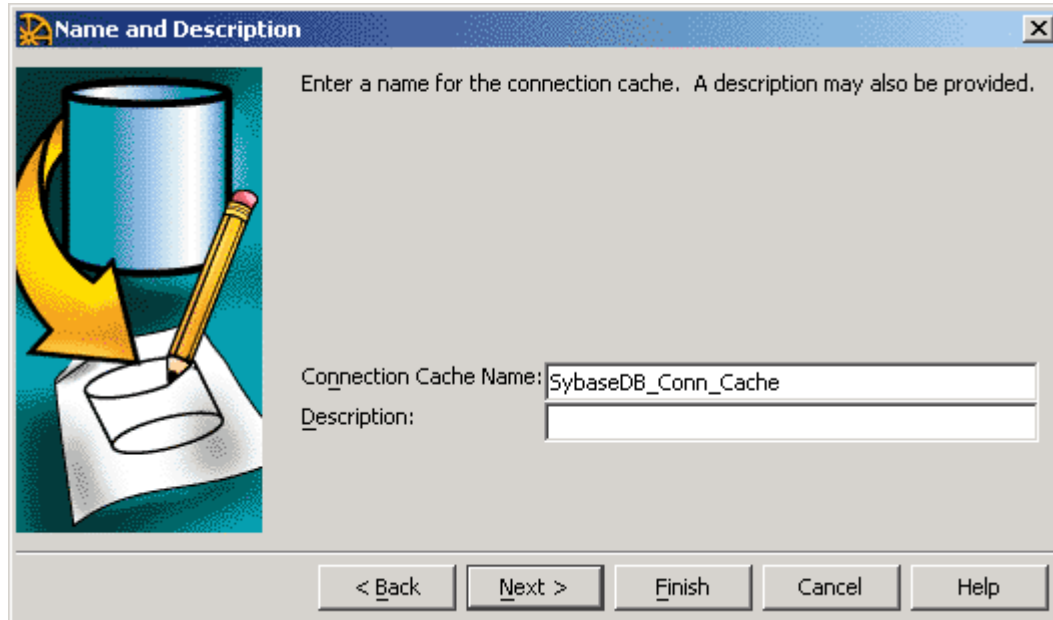 Name and Description
Enter a name for the connection cache.  A description may also be provided.
Connection Cache Name: SybaseDB_Conn_Cache
Description:
< Back Next > Finish Cancel Help